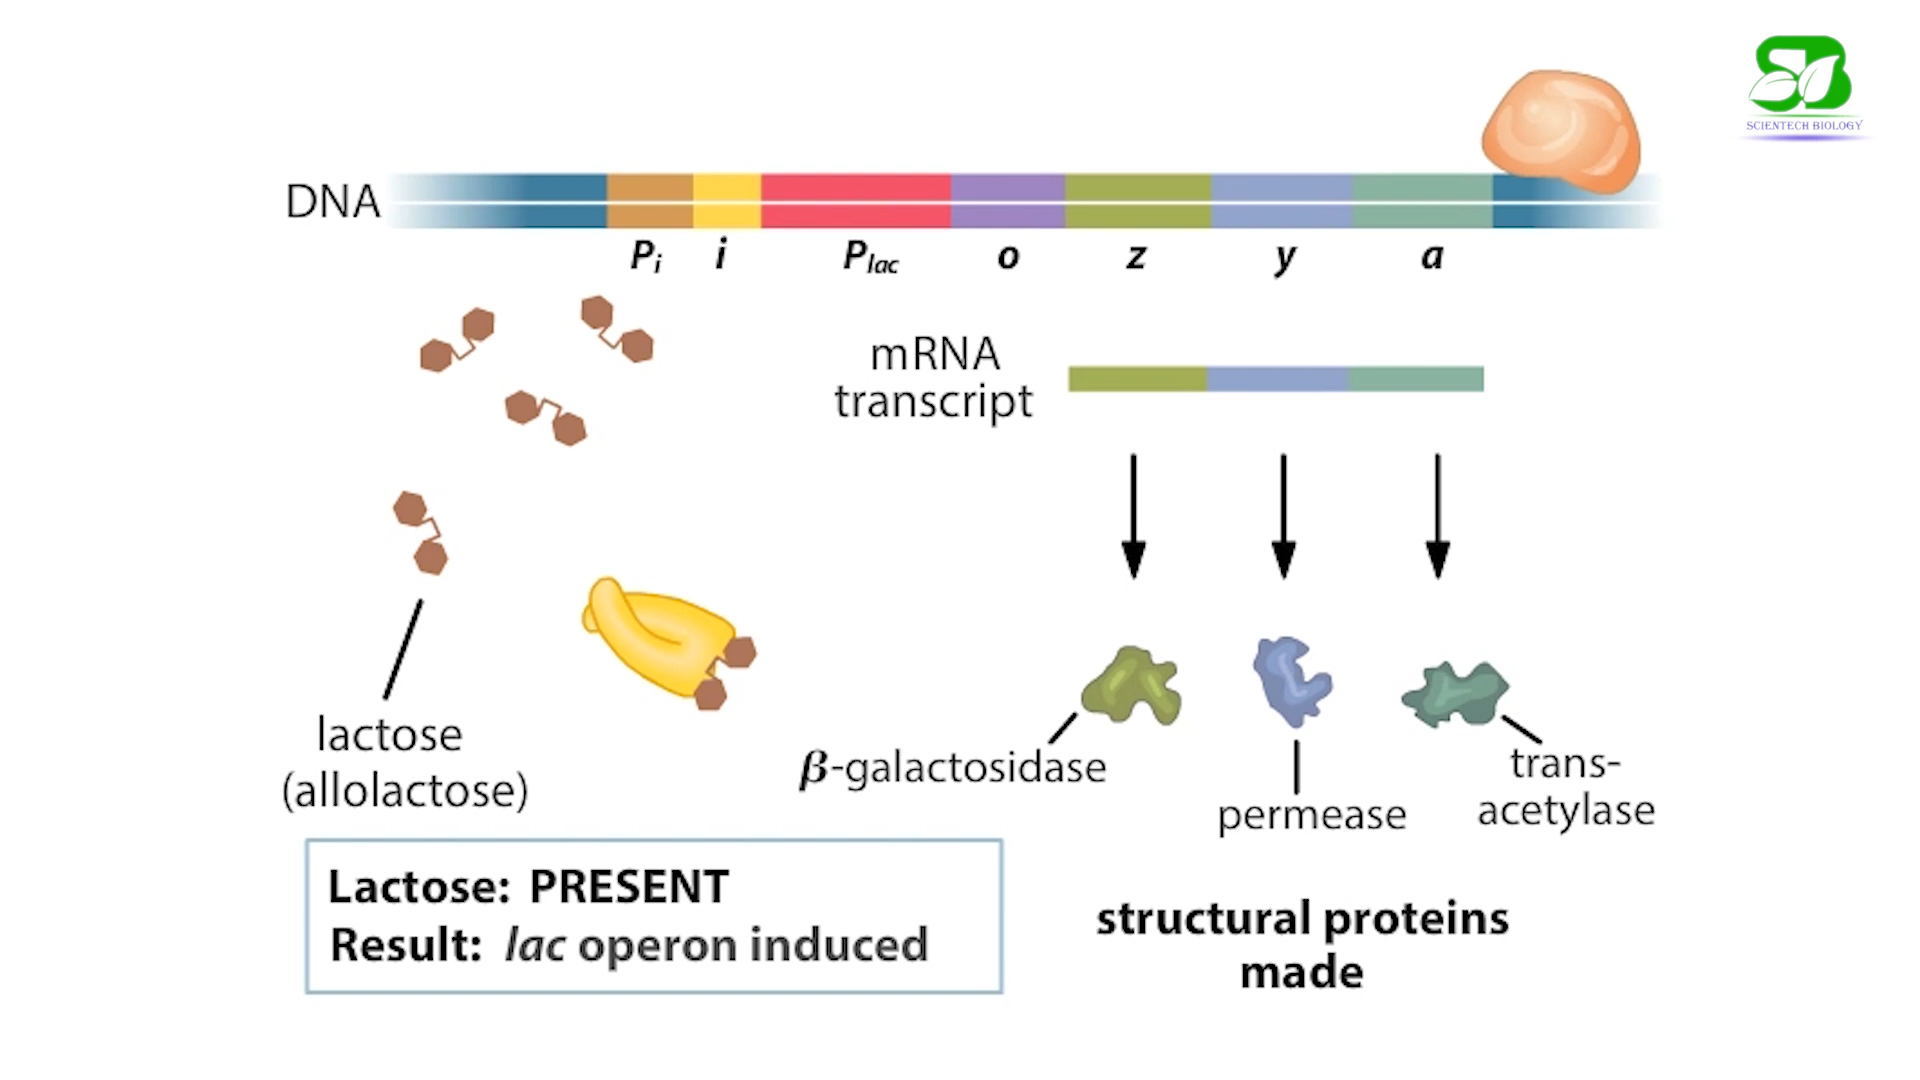 SCIENTECH BIOLOGY
DNA
Pi i Plac o z y a
mRNA
transcript
lactose
(allolactose)
β-galactosidase
permease
trans-
acetylase
Lactose: PRESENT
Result: lac operon induced
structural proteins
made